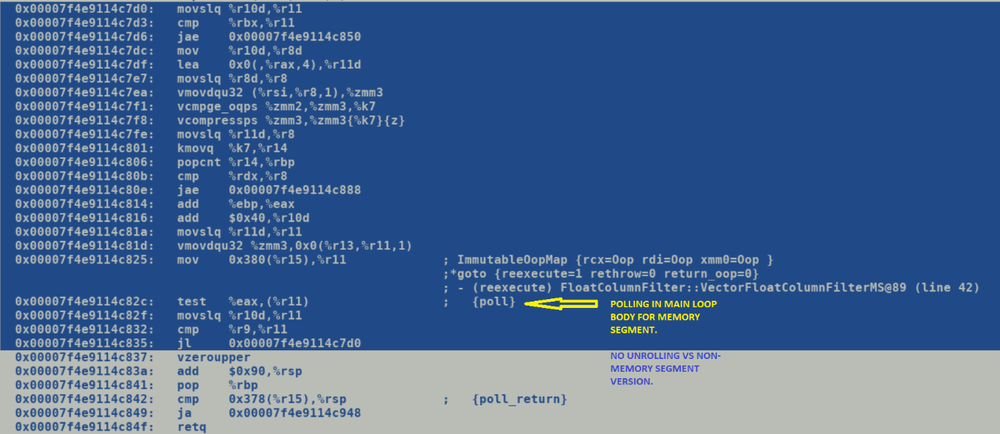 0x00007f4e9114c7d0: movslq %r10d,%r11
0x00007f4e9114c7d3: cmp %rbx,%r11
0x00007f4e9114c7d6: jae 0x00007f4e9114c850
0x00007f4e9114c7dc: mov %r10d,%r8d
0x00007f4e9114c7df: lea 0x0(,%rax,4),%r11d
0x00007f4e9114c7e7: movslq %r8d,%r8
0x00007f4e9114c7ea: vmovdqu32 (%rsi,%r8,1),%zmm3
0x00007f4e9114c7f1: vcmpge_oqps %zmm2,%zmm3,%k7
0x00007f4e9114c7f8: vcompressps %zmm3,%zmm3{%k7}{z}
0x00007f4e9114c7fe: movslq %r11d,%r8
0x00007f4e9114c801: kmovq %k7,%r14
0x00007f4e9114c806: popcnt %r14,%rbp
0x00007f4e9114c80b: cmp %rdx,%r8
0x00007f4e9114c80e: jae 0x00007f4e9114c888
0x00007f4e9114c814: add %ebp,%eax
0x00007f4e9114c816: add $0x40,%r10d
0x00007f4e9114c81a: movslq %r11d,%r11
0x00007f4e9114c81d: vmovdqu32 %zmm3,0x0(%r13,%r11,1)
0x00007f4e9114c825: mov 0x380(%r15),%r11 ; ImmutableOopMap {rcx=Oop rdi=Oop xmm0=Oop }
;*goto {reexecute=1 rethrow=0 return_oop=0}
; - (reexecute) FloatColumnFilter::VectorFloatColumnFilterMS@89 (line 42)
0x00007f4e9114c82c: test %eax,(%r11) ; {poll}
0x00007f4e9114c82f: movslq %r10d,%r11
0x00007f4e9114c832: cmp %r9,%r11
0x00007f4e9114c835: jl 0x00007f4e9114c7d0
0x00007f4e9114c837: vzeroupper
0x00007f4e9114c83a: add $0x90,%rsp
0x00007f4e9114c841: pop %rbp
0x00007f4e9114c842: cmp 0x378(%r15),%rsp ; {poll_return}
0x00007f4e9114c849: ja 0x00007f4e9114c948
0x00007f4e9114c84f: retq
POLLING IN MAIN LOOP
BODY FOR MEMORY
SEGMENT.
NO UNROLLING VS NON-
MEMORY SEGMENT
VERSION.